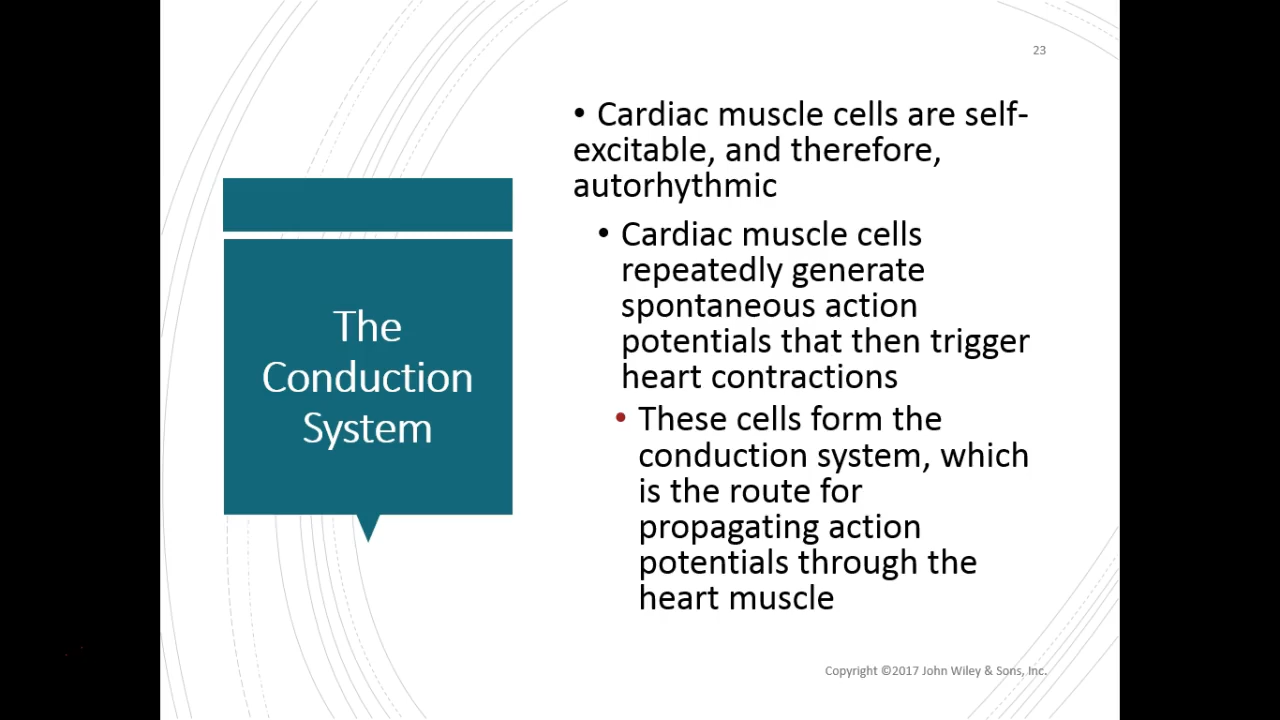 23
The
Conduction
System
• Cardiac muscle cells are self-
excitable, and therefore,
autorhythmic
• Cardiac muscle cells
repeatedly generate
spontaneous action
potentials that then trigger
heart contractions
• These cells form the
conduction system, which
is the route for
propagating action
potentials through the
heart muscle
Copyright ©2017 John Wiley & Sons, Inc.